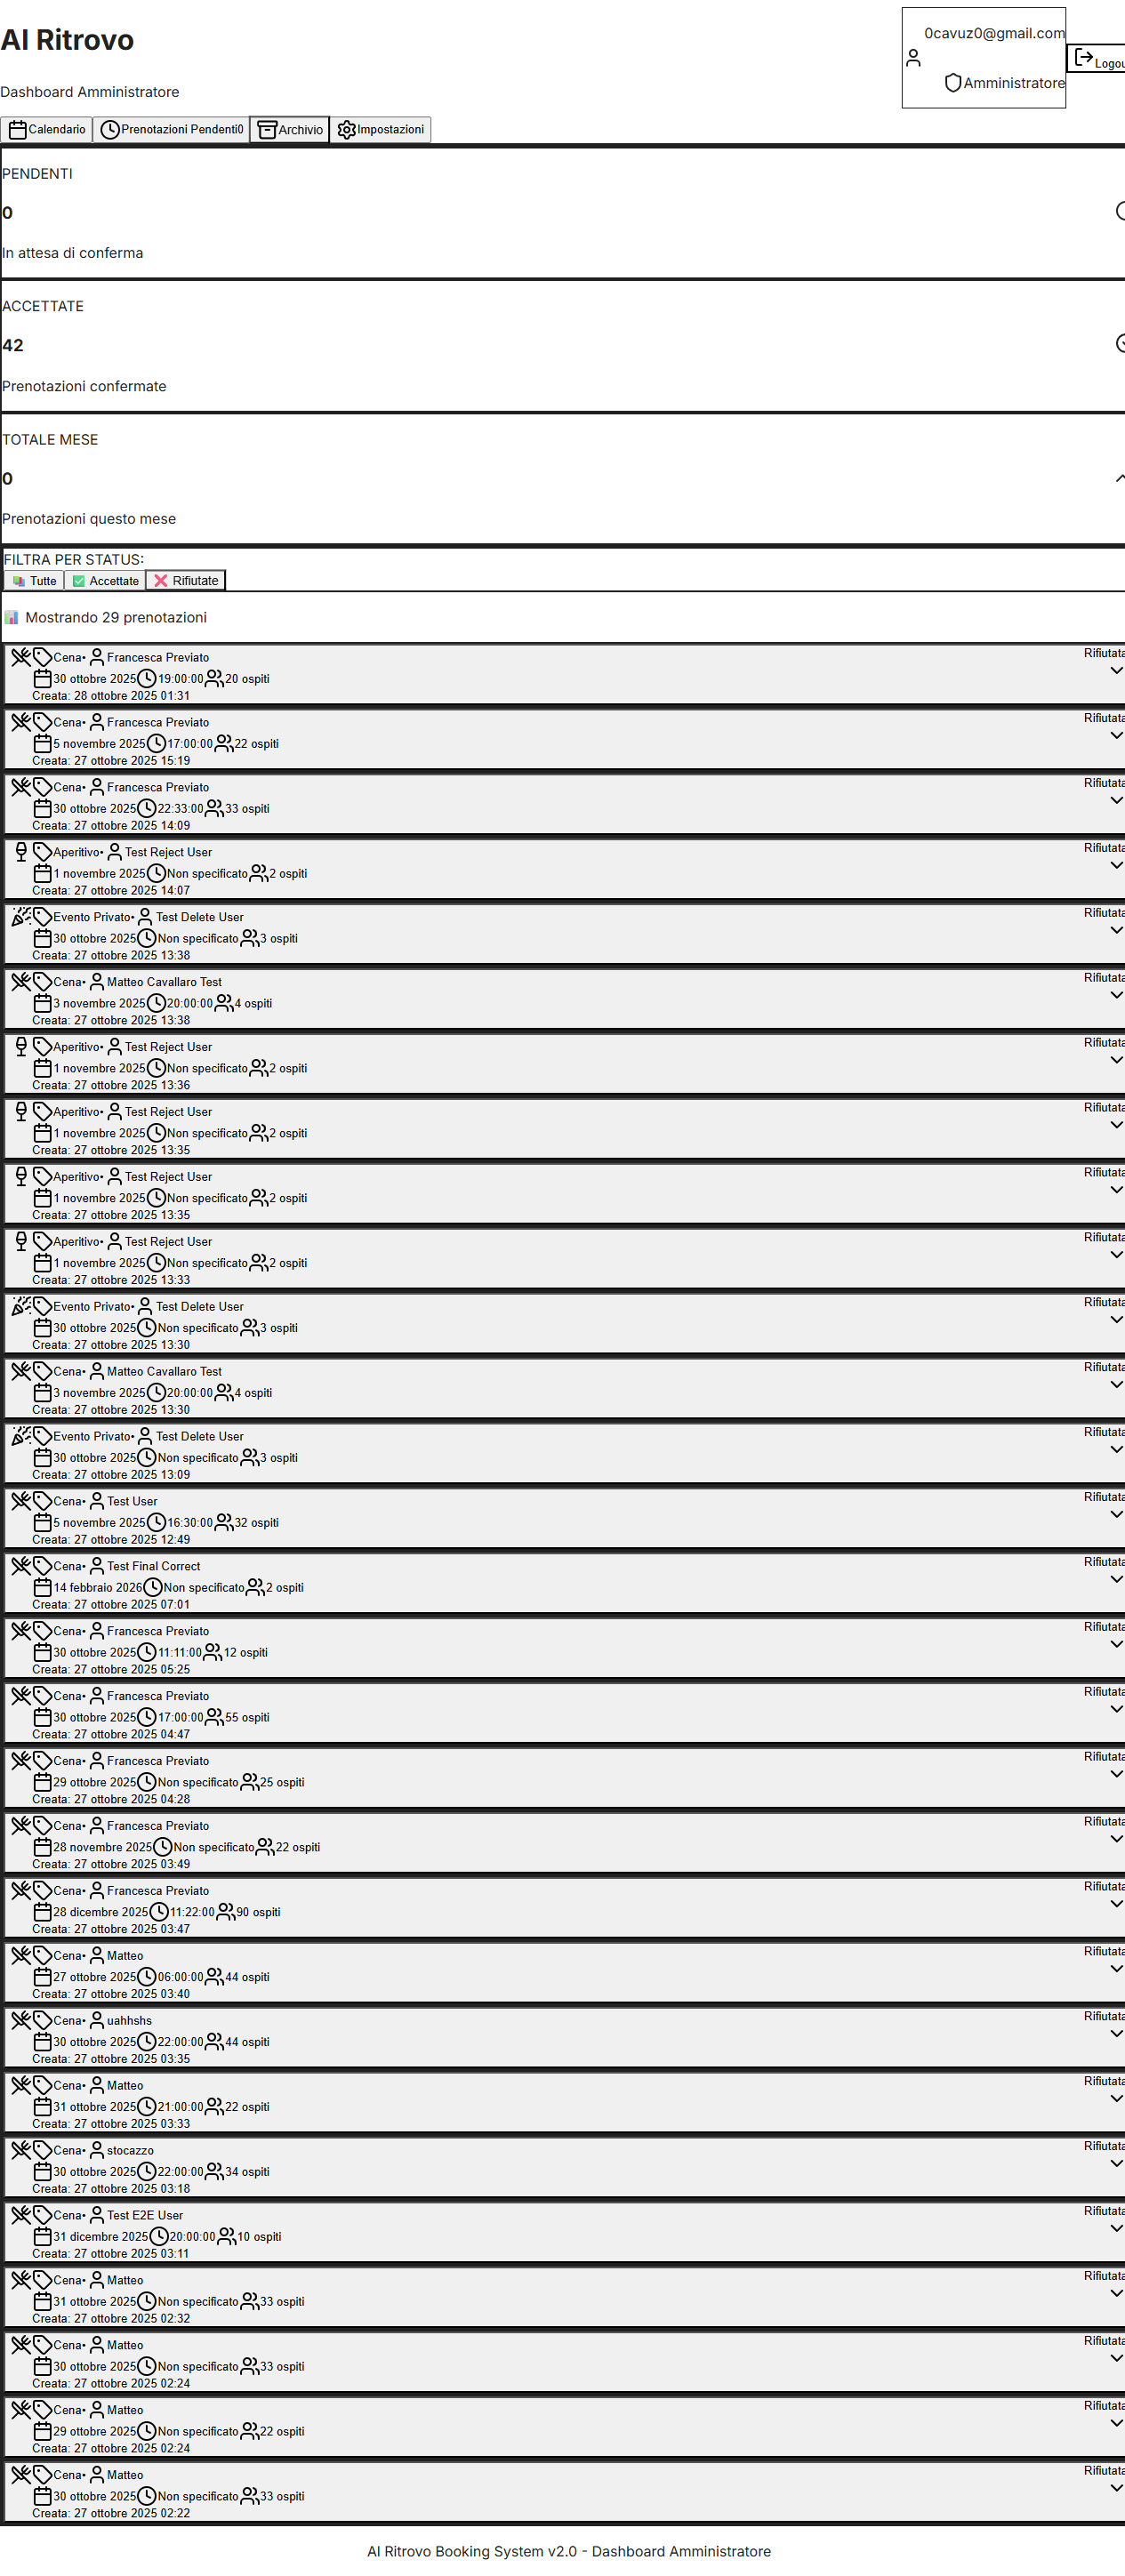 Al Ritrovo
0cavuz0@gmail.com
Amministratore
Logou
Dashboard Amministratore
Calendario
Prenotazioni Pendenti0
Archivio
Impostazioni
PENDENTI
0
In attesa di conferma
ACCETTATE
42
Prenotazioni confermate
TOTALE MESE
0
Prenotazioni questo mese
FILTRA PER STATUS:
Tutte
Accettate
Rifiutate
Mostrando 29 prenotazioni
Cena• Francesca Previato Rifiutata
30 ottobre 2025 19:00:00 20 ospiti
Creata: 28 ottobre 2025 01:31
Cena• Francesca Previato Rifiutata
5 novembre 2025 17:00:00 22 ospiti
Creata: 27 ottobre 2025 15:19
Cena• Francesca Previato Rifiutata
30 ottobre 2025 22:33:00 33 ospiti
Creata: 27 ottobre 2025 14:09
Aperitivo• Test Reject User Rifiutata
1 novembre 2025 Non specificato 2 ospiti
Creata: 27 ottobre 2025 14:07
Evento Privato• Test Delete User Rifiutata
30 ottobre 2025 Non specificato 3 ospiti
Creata: 27 ottobre 2025 13:38
Cena• Matteo Cavallaro Test Rifiutata
3 novembre 2025 20:00:00 4 ospiti
Creata: 27 ottobre 2025 13:38
Aperitivo• Test Reject User Rifiutata
1 novembre 2025 Non specificato 2 ospiti
Creata: 27 ottobre 2025 13:36
Aperitivo• Test Reject User Rifiutata
1 novembre 2025 Non specificato 2 ospiti
Creata: 27 ottobre 2025 13:35
Aperitivo• Test Reject User Rifiutata
1 novembre 2025 Non specificato 2 ospiti
Creata: 27 ottobre 2025 13:35
Aperitivo• Test Reject User Rifiutata
1 novembre 2025 Non specificato 2 ospiti
Creata: 27 ottobre 2025 13:33
Evento Privato• Test Delete User Rifiutata
30 ottobre 2025 Non specificato 3 ospiti
Creata: 27 ottobre 2025 13:30
Cena• Matteo Cavallaro Test Rifiutata
3 novembre 2025 20:00:00 4 ospiti
Creata: 27 ottobre 2025 13:30
Evento Privato• Test Delete User Rifiutata
30 ottobre 2025 Non specificato 3 ospiti
Creata: 27 ottobre 2025 13:09
Cena• Test User Rifiutata
5 novembre 2025 16:30:00 32 ospiti
Creata: 27 ottobre 2025 12:49
Cena• Test Final Correct Rifiutata
14 febbraio 2026 Non specificato 2 ospiti
Creata: 27 ottobre 2025 07:01
Cena• Francesca Previato Rifiutata
30 ottobre 2025 11:11:00 12 ospiti
Creata: 27 ottobre 2025 05:25
Cena• Francesca Previato Rifiutata
30 ottobre 2025 17:00:00 55 ospiti
Creata: 27 ottobre 2025 04:47
Cena• Francesca Previato Rifiutata
29 ottobre 2025 Non specificato 25 ospiti
Creata: 27 ottobre 2025 04:28
Cena• Francesca Previato Rifiutata
28 novembre 2025 Non specificato 22 ospiti
Creata: 27 ottobre 2025 03:49
Cena• Francesca Previato Rifiutata
28 dicembre 2025 11:22:00 90 ospiti
Creata: 27 ottobre 2025 03:47
Cena• Matteo Rifiutata
27 ottobre 2025 06:00:00 44 ospiti
Creata: 27 ottobre 2025 03:40
Cena• uahhshs Rifiutata
30 ottobre 2025 22:00:00 44 ospiti
Creata: 27 ottobre 2025 03:35
Cena• Matteo Rifiutata
31 ottobre 2025 21:00:00 22 ospiti
Creata: 27 ottobre 2025 03:33
Cena• stocazzo Rifiutata
30 ottobre 2025 22:00:00 34 ospiti
Creata: 27 ottobre 2025 03:18
Cena• Test E2E User Rifiutata
31 dicembre 2025 20:00:00 10 ospiti
Creata: 27 ottobre 2025 03:11
Cena• Matteo Rifiutata
31 ottobre 2025 Non specificato 33 ospiti
Creata: 27 ottobre 2025 02:32
Cena• Matteo Rifiutata
30 ottobre 2025 Non specificato 33 ospiti
Creata: 27 ottobre 2025 02:24
Cena• Matteo Rifiutata
29 ottobre 2025 Non specificato 22 ospiti
Creata: 27 ottobre 2025 02:24
Cena• Matteo Rifiutata
30 ottobre 2025 Non specificato 33 ospiti
Creata: 27 ottobre 2025 02:22
Al Ritrovo Booking System v2.0 - Dashboard Amministratore